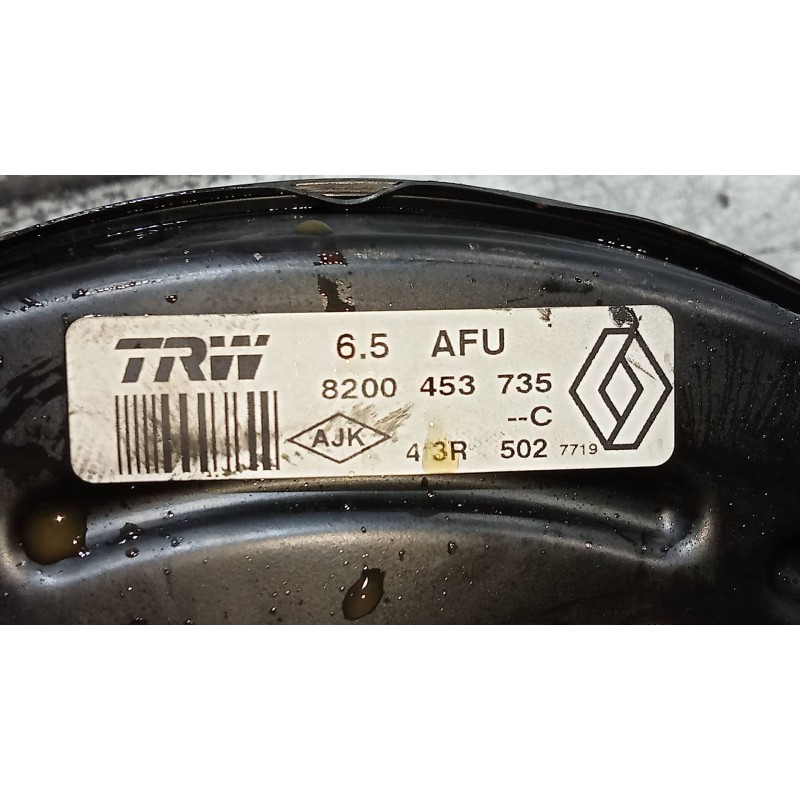 TRW 6.5 AFU
8200 453 735
--C
AJK 4 3R 502 7719